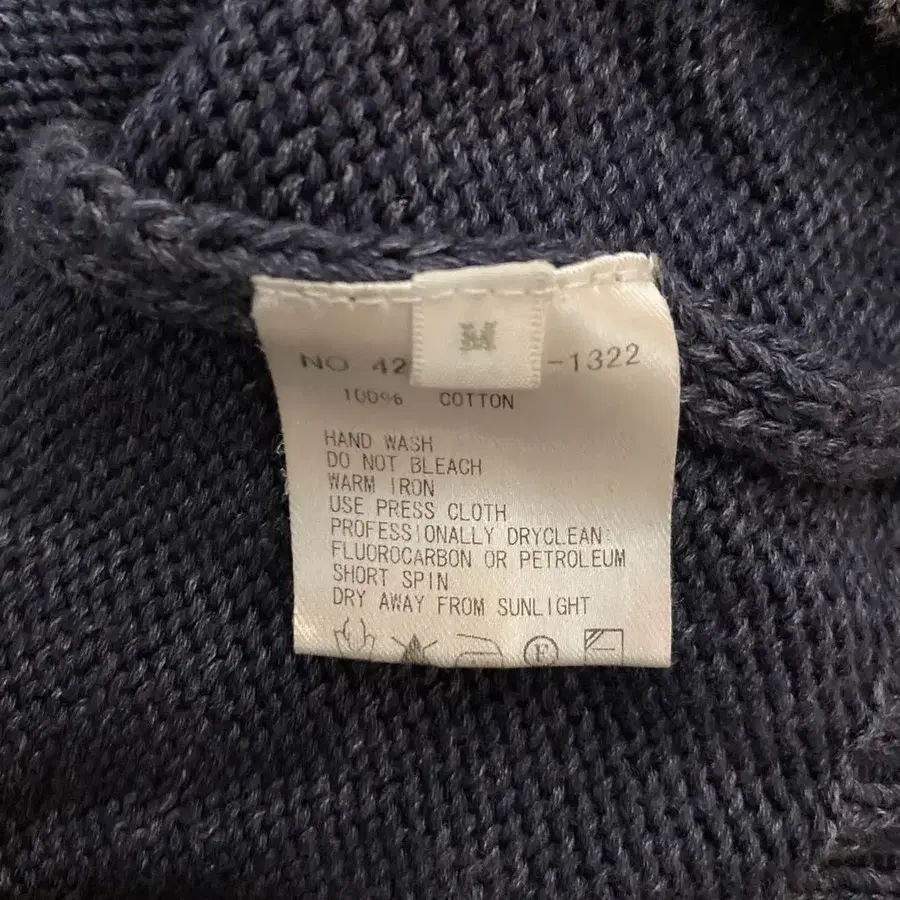 M
NO 42 -1322
100% COTTON
HAND WASH
DO NOT BLEACH
WARM IRON
USE PRESS CLOTH
PROFESSIONALLY DRYCLEAN:
FLUOROCARBON OR PETROLEUM
SHORT SPIN
DRY AWAY FROM SUNLIGHT
F